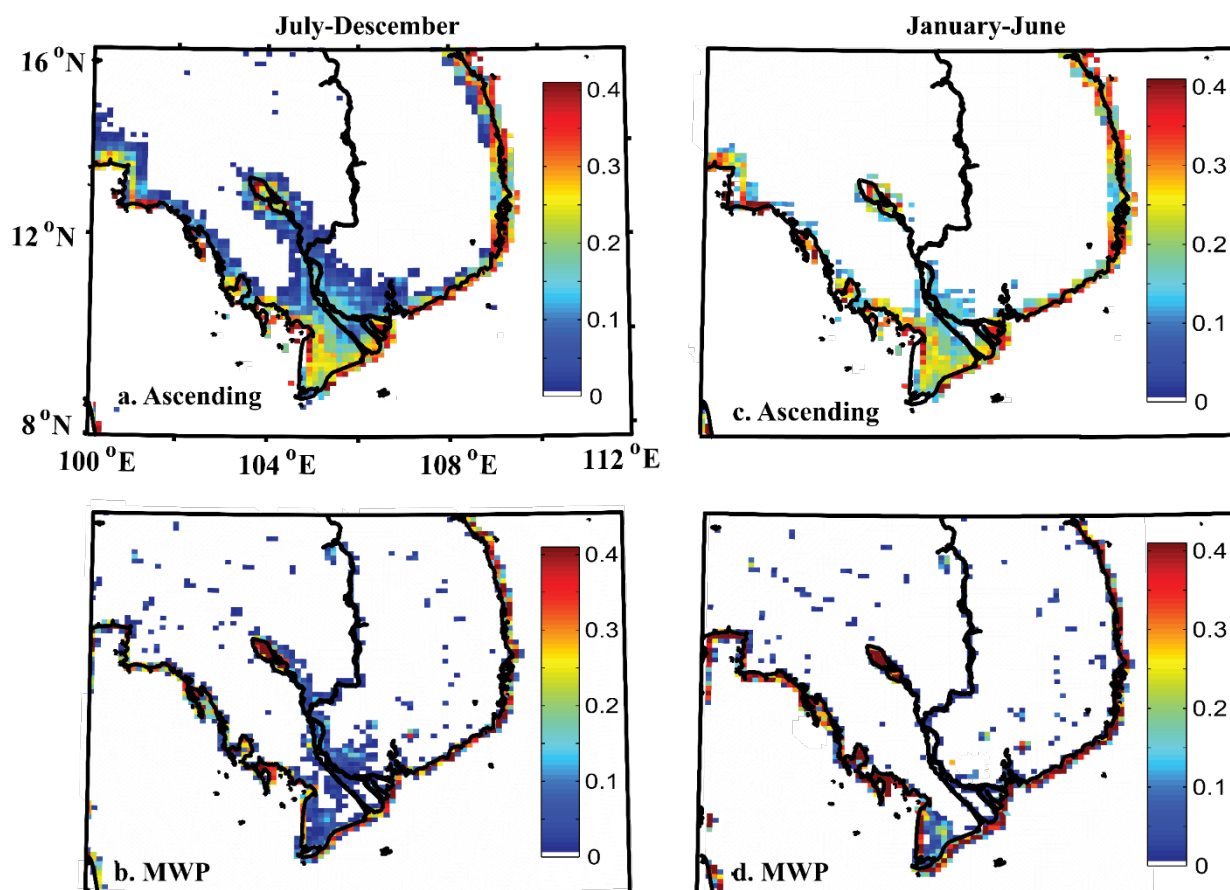 July-Descember
January-June
16 °N
12 °N
8 °N
100 °E
104 °E
108 °E
112 °E
0.4
0.3
0.2
0.1
0
a. Ascending
0.4
0.3
0.2
0.1
0
c. Ascending
0.4
0.3
0.2
0.1
0
b. MWP
0.4
0.3
0.2
0.1
0
d. MWP